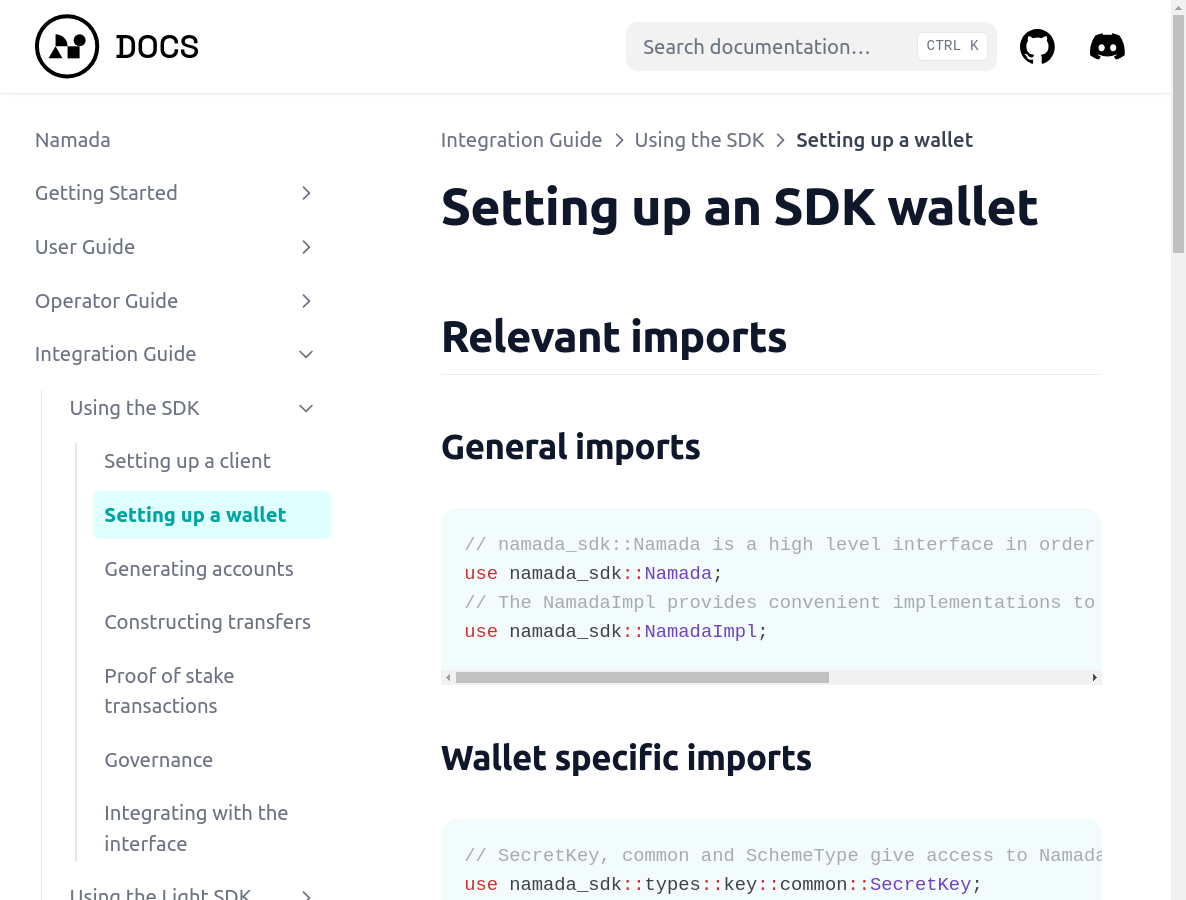 DOCS
Search documentation…
CTRL K
Namada
Getting Started
User Guide
Operator Guide
Integration Guide
Using the SDK
Setting up a client
Setting up a wallet
Generating accounts
Constructing transfers
Proof of stake
transactions
Governance
Integrating with the
interface
Using the Light SDK
Integration Guide > Using the SDK > Setting up a wallet
Setting up an SDK wallet
Relevant imports
General imports
// namada_sdk::Namada is a high level interface in order
use namada_sdk::Namada;
// The NamadaImpl provides convenient implementations to
use namada_sdk::NamadaImpl;
Wallet specific imports
// SecretKey, common and SchemeType give access to Namada
use namada_sdk::types::key::common::SecretKey;